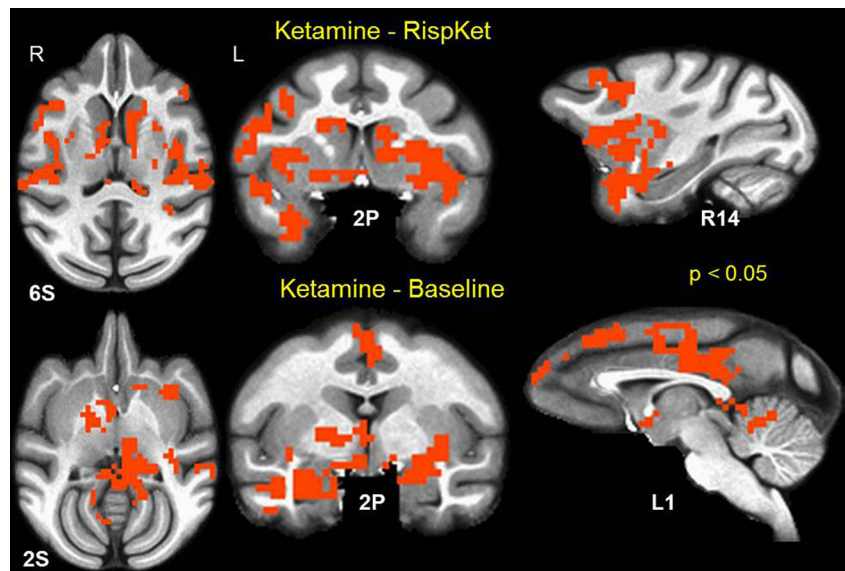 Ketamine - RispKet
R
L
2P
R14
6S
Ketamine - Baseline
p < 0.05
2P
L1
2S